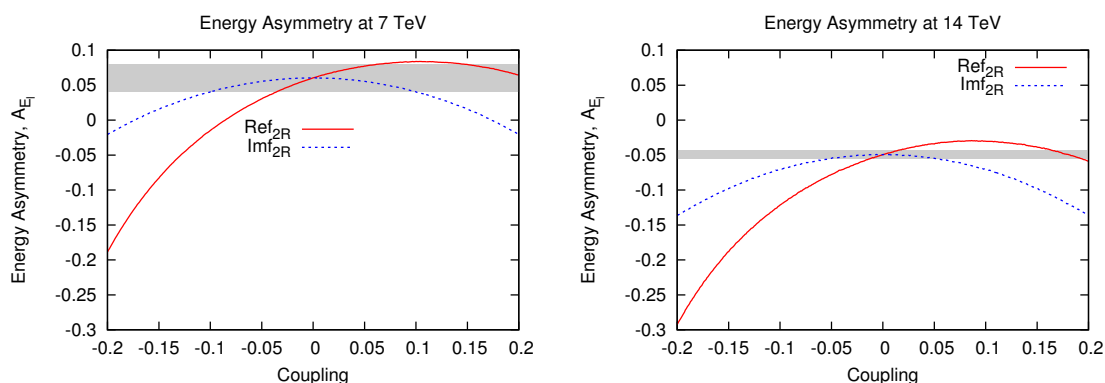 Energy Asymmetry at 7 TeV
0.1
0.05
0
-0.05
-0.1
-0.15
-0.2
-0.25
-0.3
Energy Asymmetry, A_{E_l}
Ref_{2R}
Imf_{2R}
-0.2 -0.15 -0.1 -0.05 0 0.05 0.1 0.15 0.2
Coupling
Energy Asymmetry at 14 TeV
0.1
0.05
0
-0.05
-0.1
-0.15
-0.2
-0.25
-0.3
Energy Asymmetry, A_{E_l}
Ref_{2R}
Imf_{2R}
-0.2 -0.15 -0.1 -0.05 0 0.05 0.1 0.15 0.2
Coupling